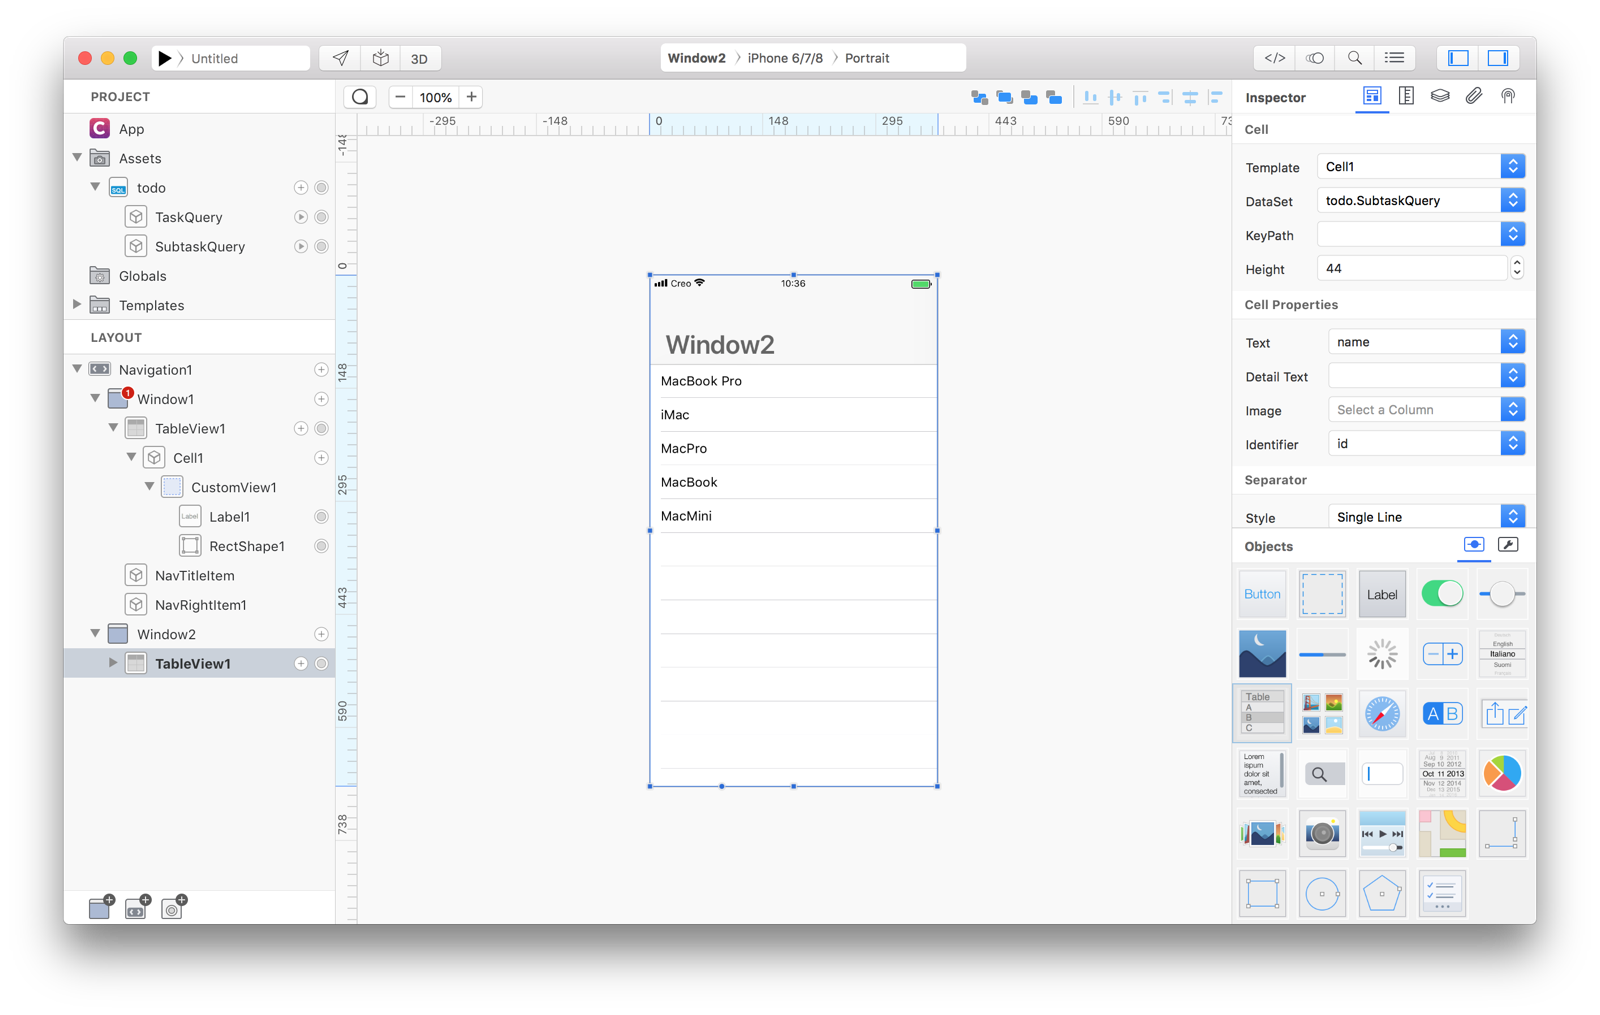 Untitled
3D
Window2 〉 iPhone 6/7/8 〉 Portrait
</>
PROJECT
App
Assets
SQL
todo
TaskQuery
SubtaskQuery
Globals
Templates
LAYOUT
Navigation1
1
Window1
TableView1
Cell1
CustomView1
Label
Label1
RectShape1
NavTitleItem
NavRightItem1
Window2
TableView1
100%
-295
-148
0
148
295
443
590
0
148
295
443
590
738
Creo
10:36
Window2
MacBook Pro
iMac
MacPro
MacBook
MacMini
Inspector
Cell
Template Cell1
DataSet todo.SubtaskQuery
KeyPath
Height 44
Cell Properties
Text name
Detail Text
Image Select a Column
Identifier id
Separator
Style Single Line
Objects
Button
Label
English
Italiano
Suomi
Table
A
B
C
A B
Lorem
ispum
dolor sit
amet,
consected
Sep 10 2012
Oct 11 2013
Nov 12 2014